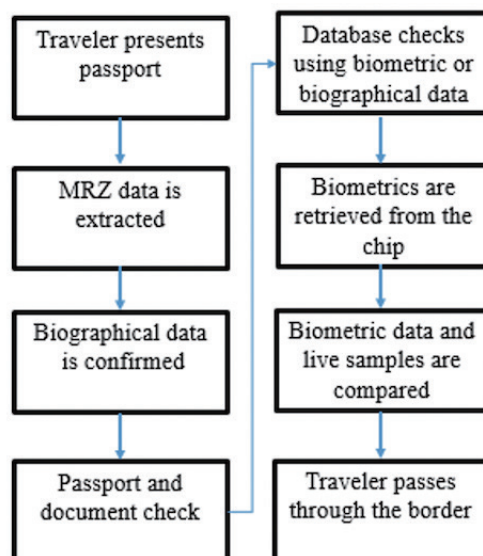 Traveler presents
passport
MRZ data is
extracted
Biographical data
is confirmed
Passport and
document check
Database checks
using biometric or
biographical data
Biometrics are
retrieved from the
chip
Biometric data and
live samples are
compared
Traveler passes
through the border